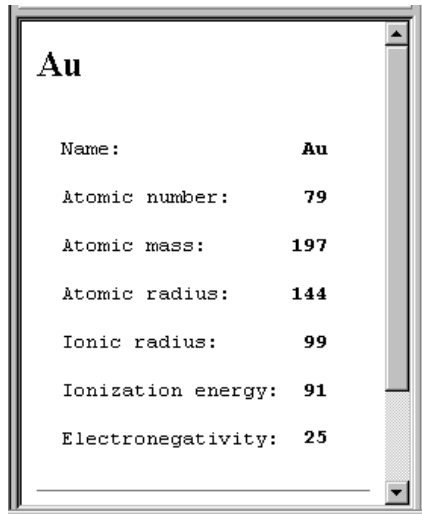 Au
Name: Au
Atomic number: 79
Atomic mass: 197
Atomic radius: 144
Ionic radius: 99
Ionization energy: 91
Electronegativity: 25